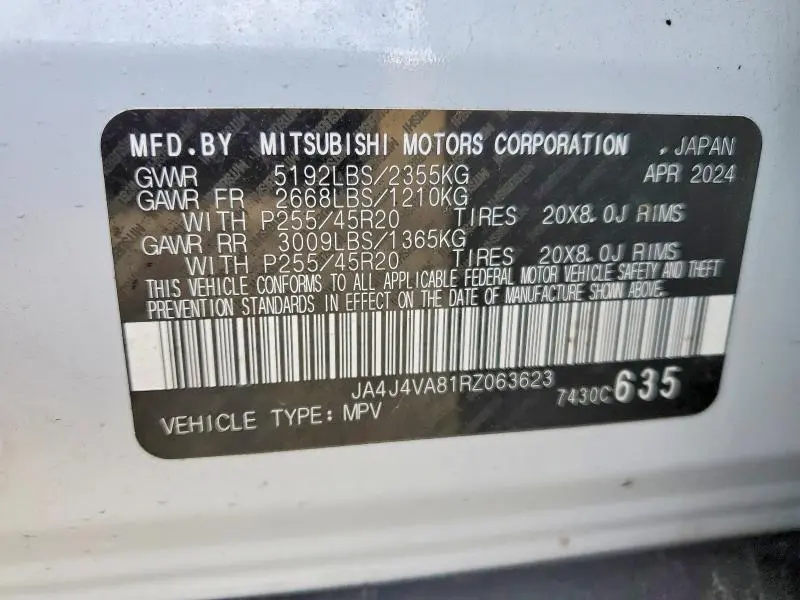 MFD.BY MITSUBISHI MOTORS CORPORATION , JAPAN
GVWR 5192LBS/2355KG APR 2024
GAWR FR 2668LBS/1210KG
WITH P255/45R20 TIRES 20X8.0J RIMS
GAWR RR 3009LBS/1365KG
WITH P255/45R20 TIRES 20X8.0J RIMS
THIS VEHICLE CONFORMS TO ALL APPLICABLE FEDERAL MOTOR VEHICLE SAFETY AND THEFT
PREVENTION STANDARDS IN EFFECT ON THE DATE OF MANUFACTURE SHOWN ABOVE.
JA4J4VA81RZ063623
7430C635
VEHICLE TYPE: MPV